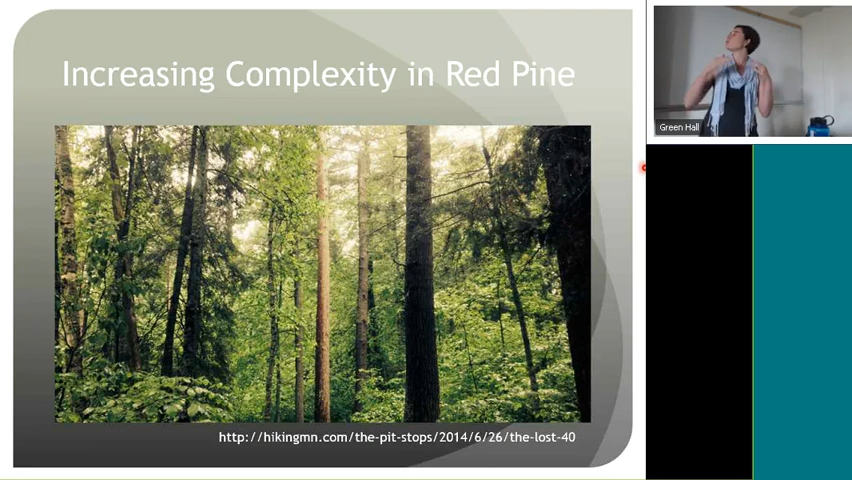 Increasing Complexity in Red Pine
Green Hall
http://hikingmn.com/the-pit-stops/2014/6/26/the-lost-40